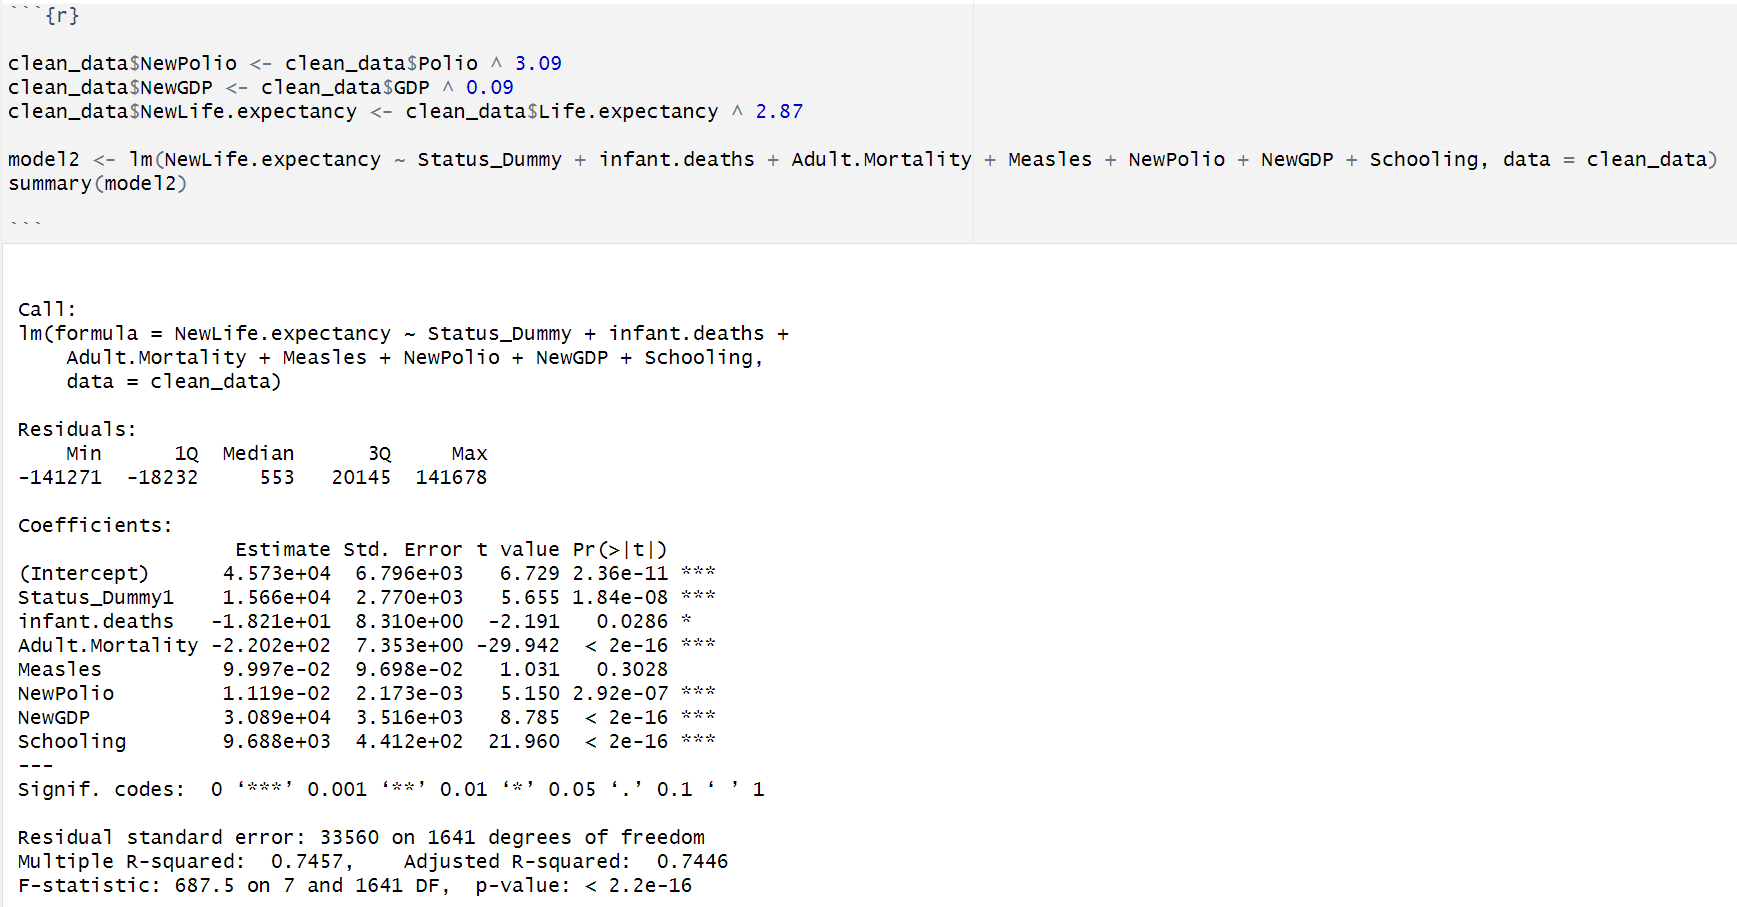 ```{r}
clean_data$NewPolio <- clean_data$Polio ^ 3.09
clean_data$NewGDP <- clean_data$GDP ^ 0.09
clean_data$NewLife.expectancy <- clean_data$Life.expectancy ^ 2.87
model2 <- lm(NewLife.expectancy ~ Status_Dummy + infant.deaths + Adult.Mortality + Measles + NewPolio + NewGDP + Schooling, data = clean_data)
summary(model2)
```
Call:
lm(formula = NewLife.expectancy ~ Status_Dummy + infant.deaths +
    Adult.Mortality + Measles + NewPolio + NewGDP + Schooling,
    data = clean_data)
Residuals:
    Min      1Q  Median      3Q     Max
-141271  -18232     553   20145  141678
Coefficients:
                  Estimate Std. Error t value Pr(>|t|)
(Intercept)      4.573e+04  6.796e+03   6.729 2.36e-11 ***
Status_Dummy1    1.566e+04  2.770e+03   5.655 1.84e-08 ***
infant.deaths   -1.821e+01  8.310e+00  -2.191   0.0286 *
Adult.Mortality -2.202e+02  7.353e+00 -29.942  < 2e-16 ***
Measles          9.997e-02  9.698e-02   1.031   0.3028
NewPolio         1.119e-02  2.173e-03   5.150 2.92e-07 ***
NewGDP           3.089e+04  3.516e+03   8.785  < 2e-16 ***
Schooling        9.688e+03  4.412e+02  21.960  < 2e-16 ***
---
Signif. codes:  0 ‘***’ 0.001 ‘**’ 0.01 ‘*’ 0.05 ‘.’ 0.1 ‘ ’ 1
Residual standard error: 33560 on 1641 degrees of freedom
Multiple R-squared:  0.7457,	Adjusted R-squared:  0.7446
F-statistic: 687.5 on 7 and 1641 DF,  p-value: < 2.2e-16